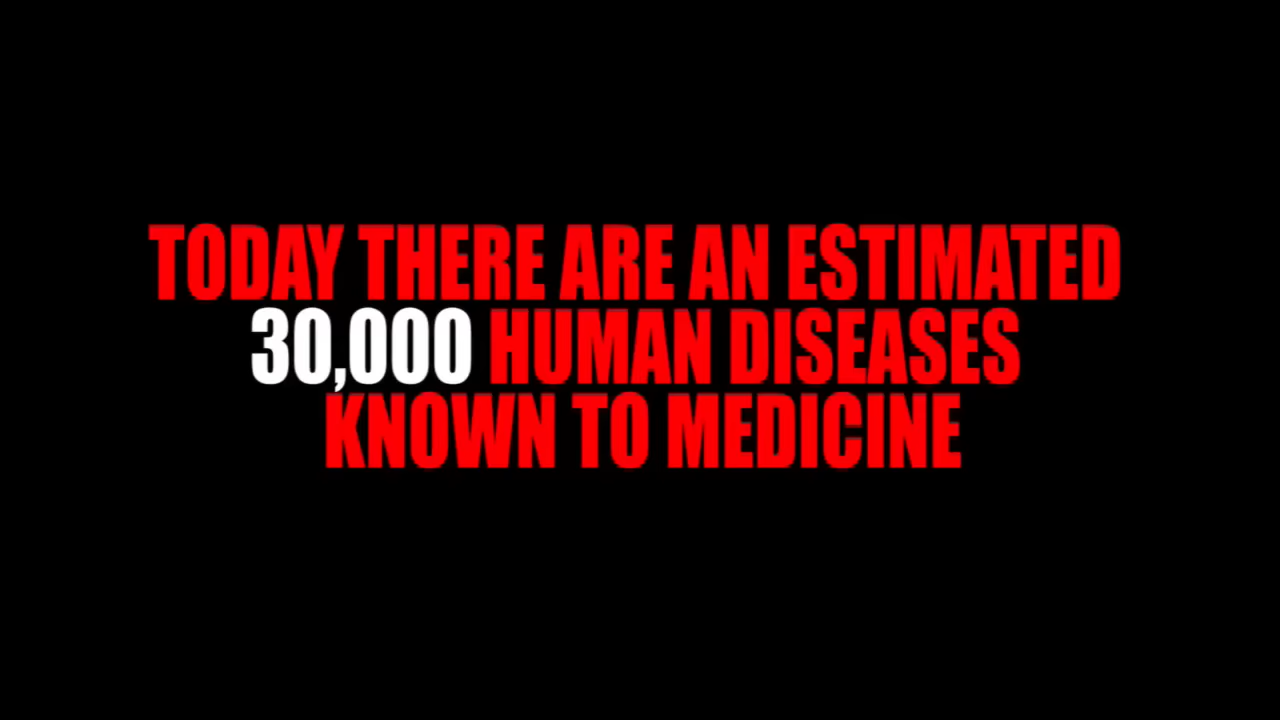 TODAY THERE ARE AN ESTIMATED
30,000 HUMAN DISEASES
KNOWN TO MEDICINE